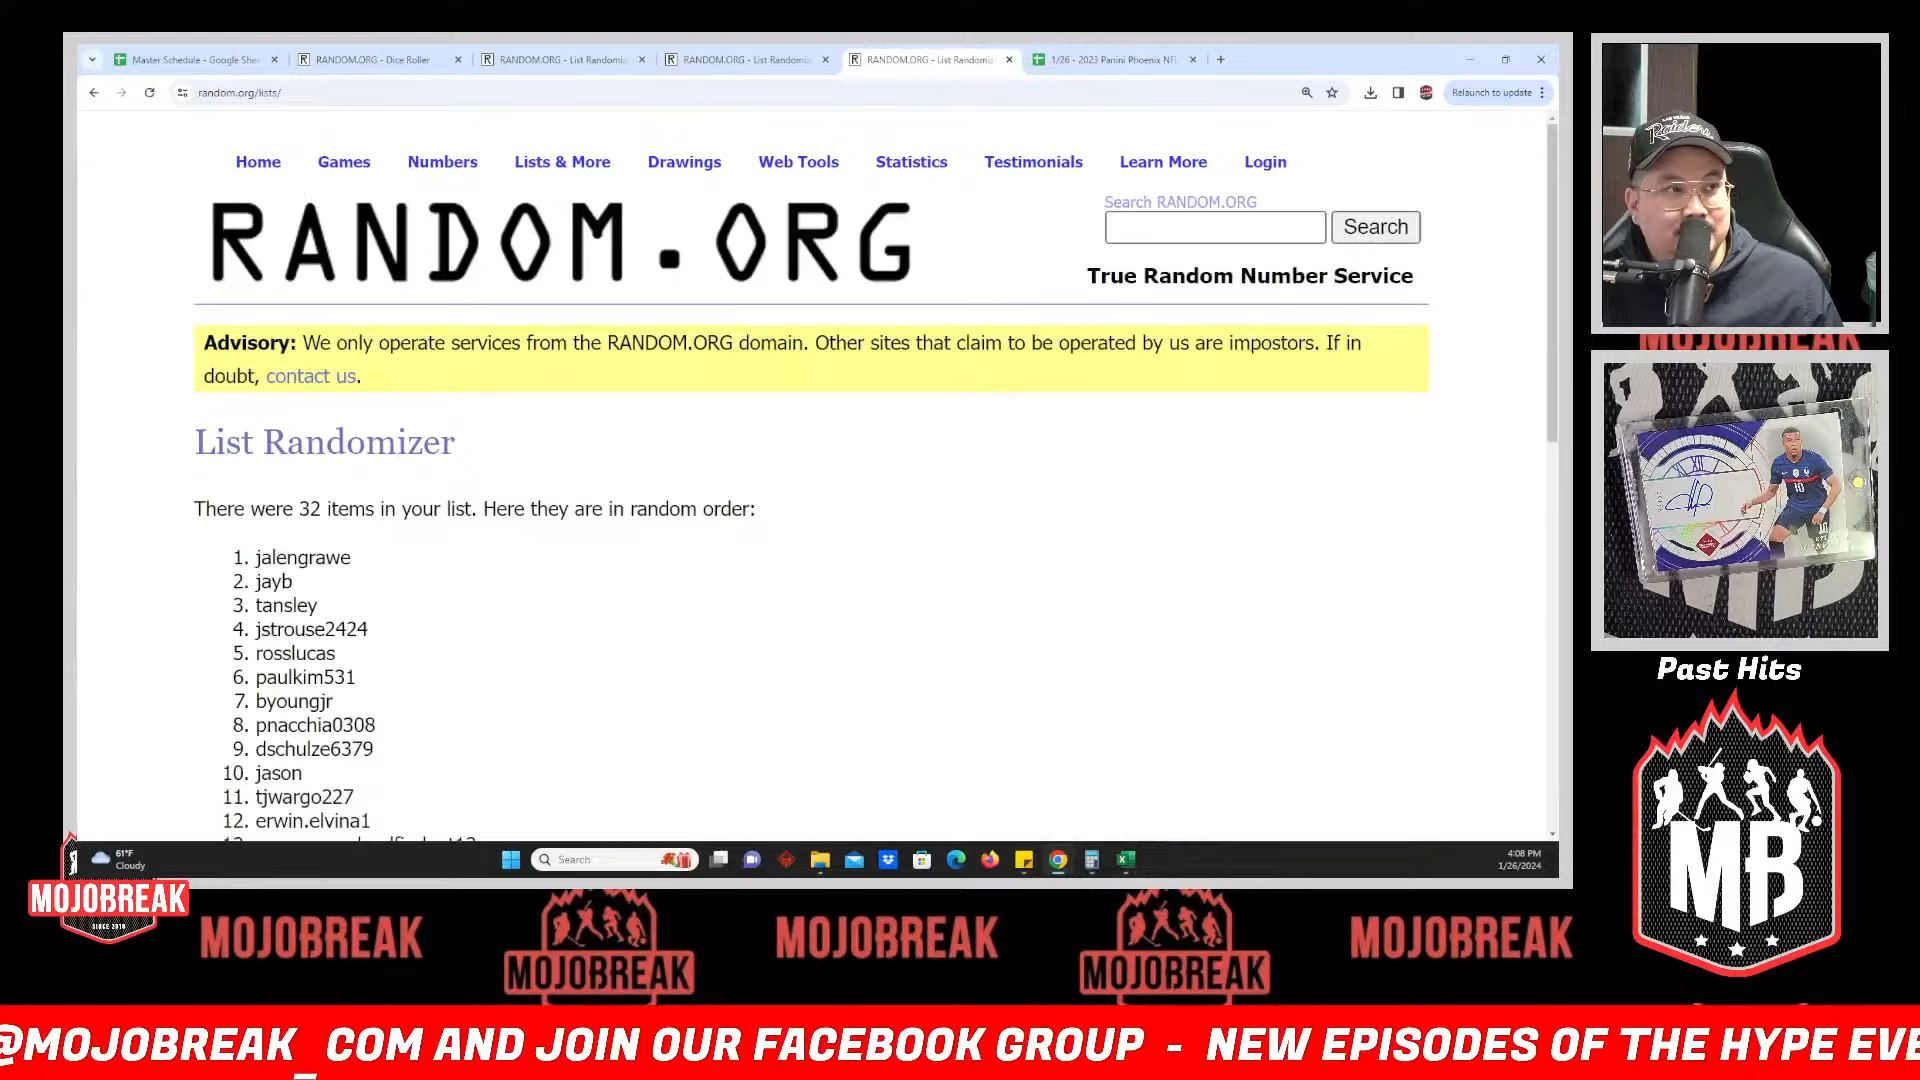 Master Schedule - Google She
RANDOM.ORG - Dice Roller
RANDOM.ORG - List Randomiz
RANDOM.ORG - List Randomiz
RANDOM.ORG - List Randomiz
1/26 - 2023 Panini Phoenix NFL
random.org/lists/
Relaunch to update
Home Games Numbers Lists & More Drawings Web Tools Statistics Testimonials Learn More Login
RANDOM.ORG
Search RANDOM.ORG
Search
True Random Number Service
Advisory: We only operate services from the RANDOM.ORG domain. Other sites that claim to be operated by us are impostors. If in
doubt, contact us.
List Randomizer
There were 32 items in your list. Here they are in random order:
1. jalengrawe
2. jayb
3. tansley
4. jstrouse2424
5. rosslucas
6. paulkim531
7. byoungjr
8. pnacchia0308
9. dschulze6379
10. jason
11. tjwargo227
12. erwin.elvina1
61°F
Cloudy
Search
4:08 PM
1/26/2024
Raiders
MOJOBREAK
10
Past Hits
MB
MOJOBREAK
SINCE 2010
MOJOBREAK
MOJOBREAK
MOJOBREAK
MOJOBREAK
MOJOBREAK
@MOJOBREAK_COM AND JOIN OUR FACEBOOK GROUP - NEW EPISODES OF THE HYPE EVE